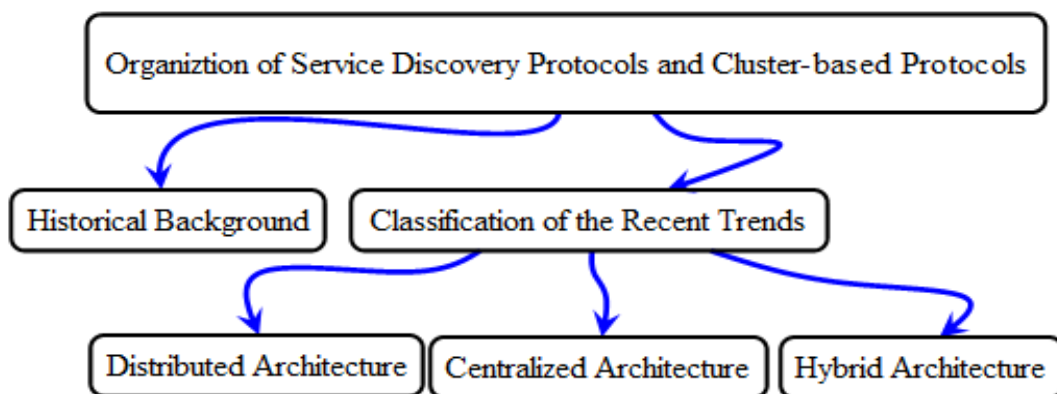 Organiztion of Service Discovery Protocols and Cluster-based Protocols
Historical Background
Classification of the Recent Trends
Distributed Architecture
Centralized Architecture
Hybrid Architecture